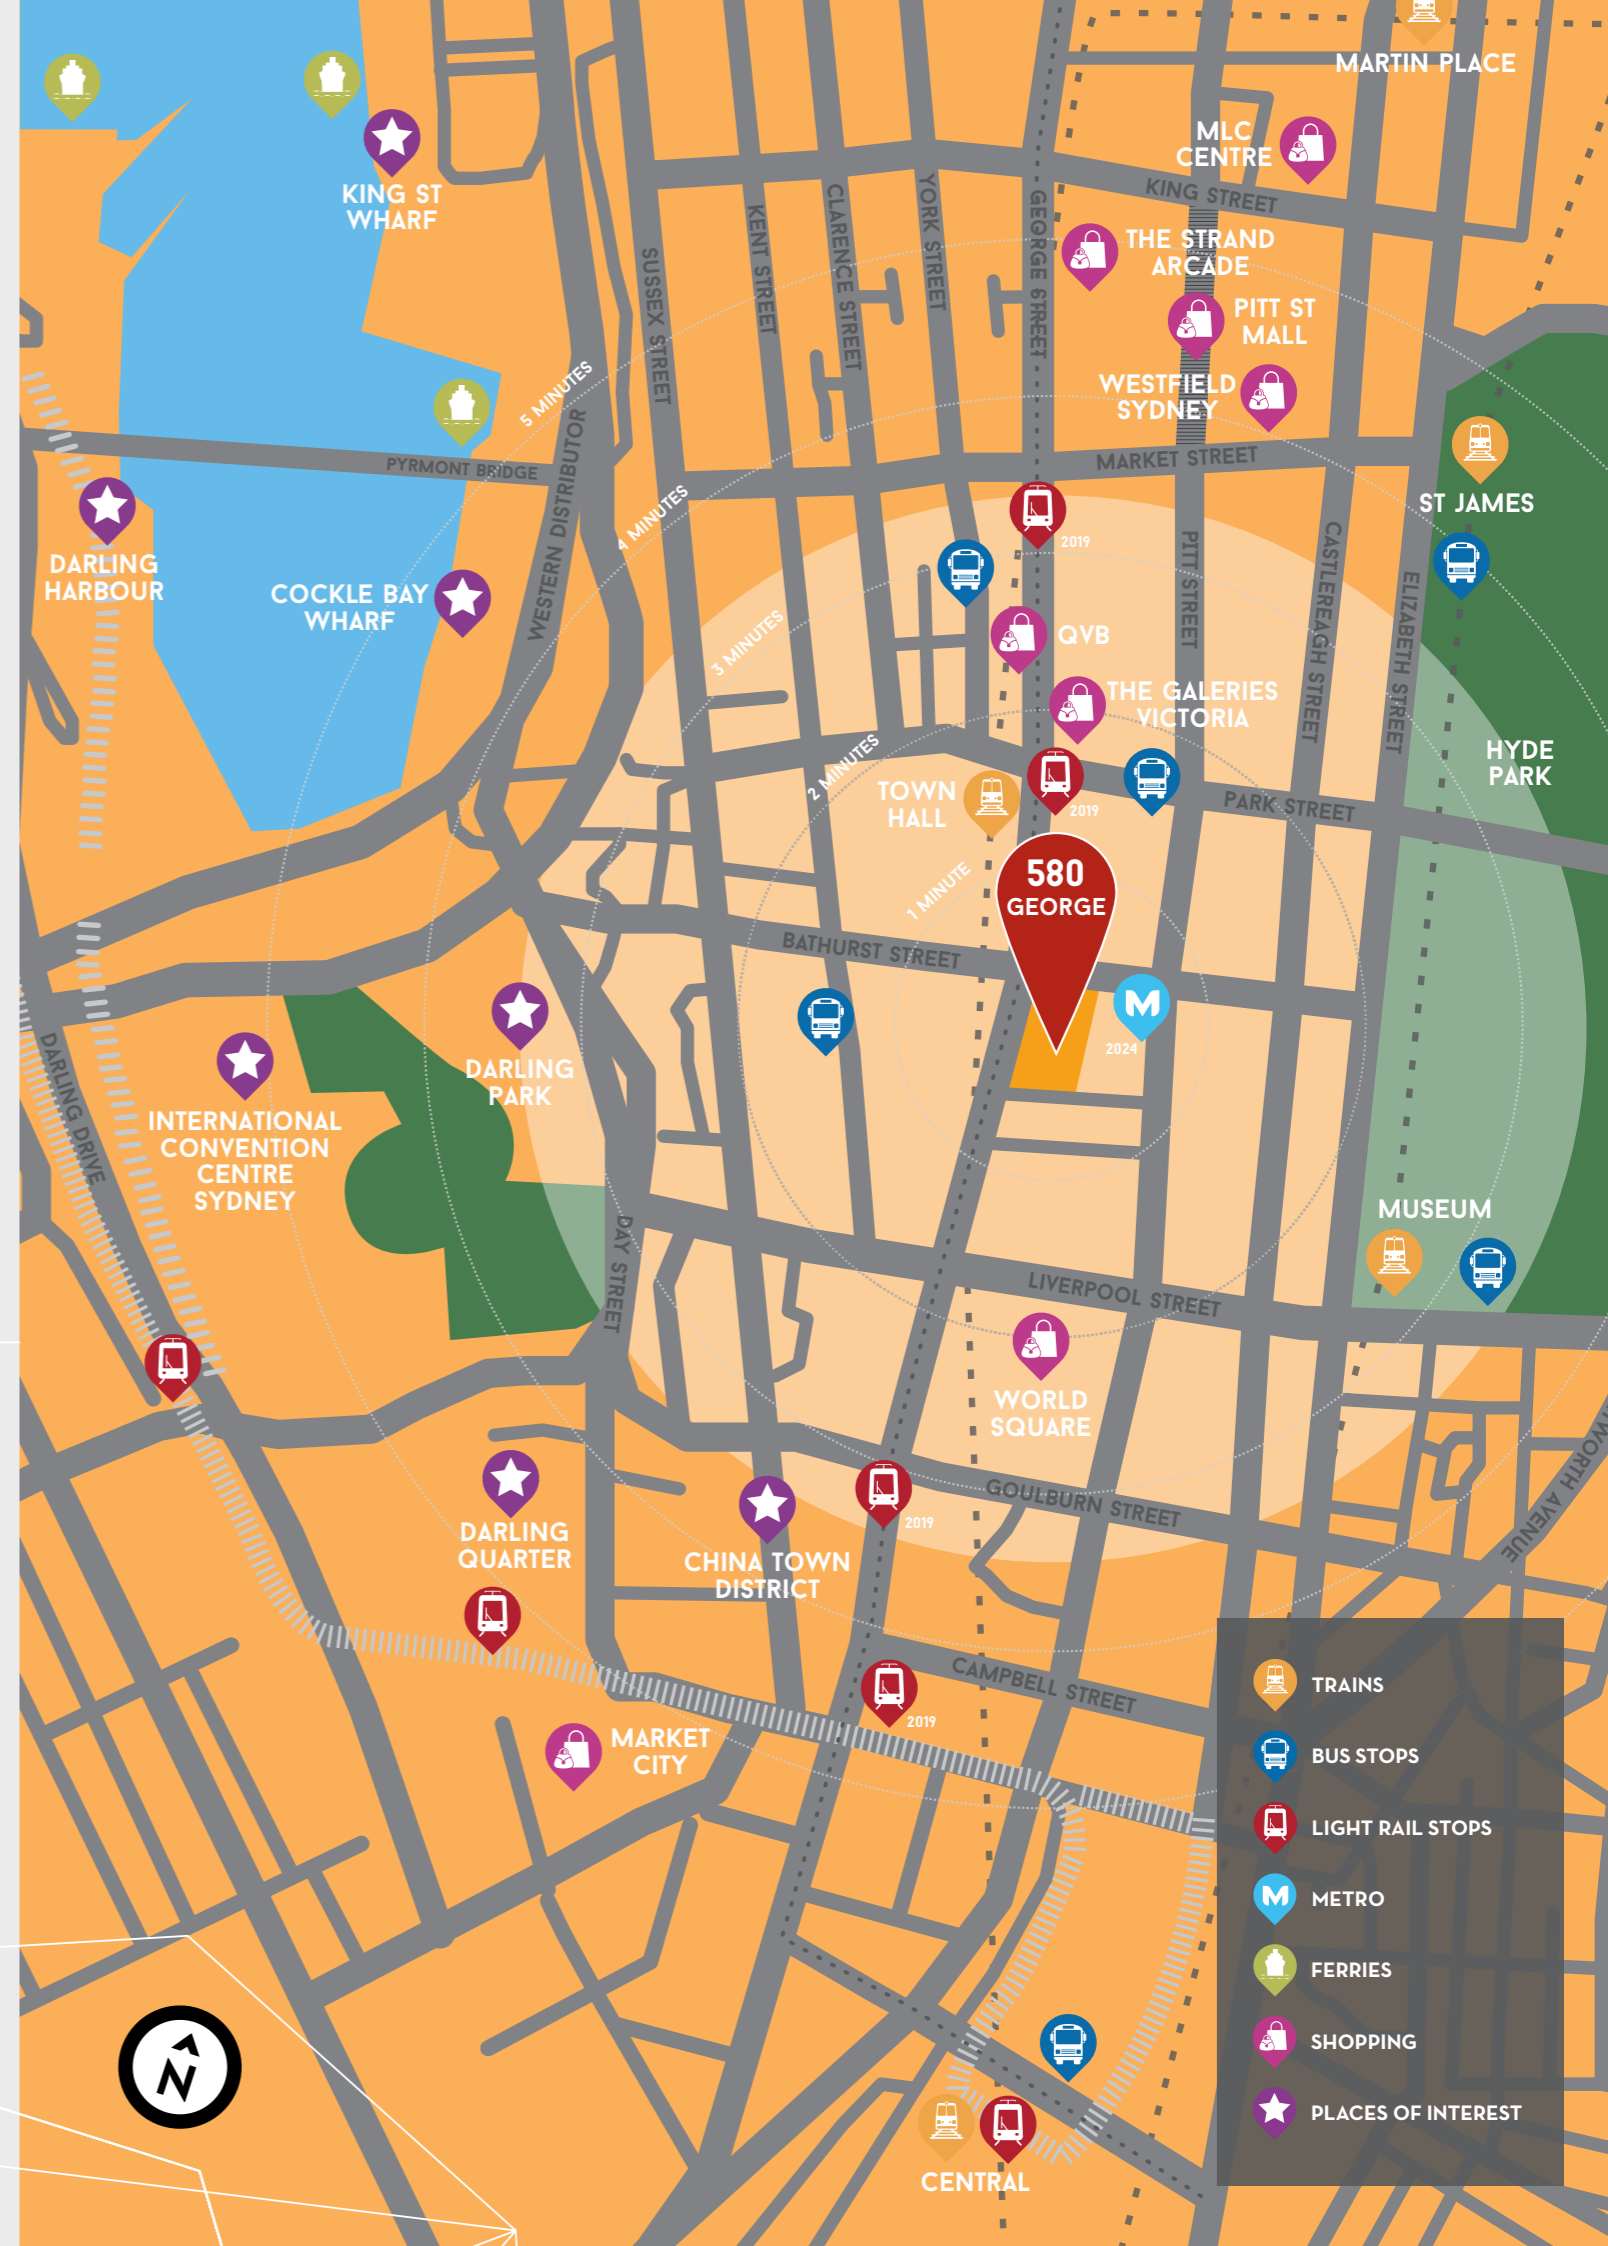 MARTIN PLACE
MLC
CENTRE
KING ST
WHARF
KING STREET
KENT STREET
CLARENCE STREET
YORK STREET
GEORGE STREET
SUSSEX STREET
THE STRAND
ARCADE
PITT ST
MALL
WESTFIELD
SYDNEY
5 MINUTES
PYRMONT BRIDGE
MARKET STREET
WESTERN DISTRIBUTOR
4 MINUTES
ST JAMES
2019
DARLING
HARBOUR
COCKLE BAY
WHARF
PITT STREET
CASTLEREAGH STREET
ELIZABETH STREET
3 MINUTES
QVB
THE GALERIES
VICTORIA
HYDE
PARK
2 MINUTES
TOWN
HALL
2019
PARK STREET
1 MINUTE
580
GEORGE
BATHURST STREET
2024
DARLING DRIVE
DARLING
PARK
INTERNATIONAL
CONVENTION
CENTRE
SYDNEY
MUSEUM
DAY STREET
LIVERPOOL STREET
WORLD
SQUARE
GOULBURN STREET
2019
WORTH AVENUE
DARLING
QUARTER
CHINA TOWN
DISTRICT
CAMPBELL STREET
2019
MARKET
CITY
TRAINS
BUS STOPS
LIGHT RAIL STOPS
M METRO
FERRIES
SHOPPING
PLACES OF INTEREST
M
N
CENTRAL